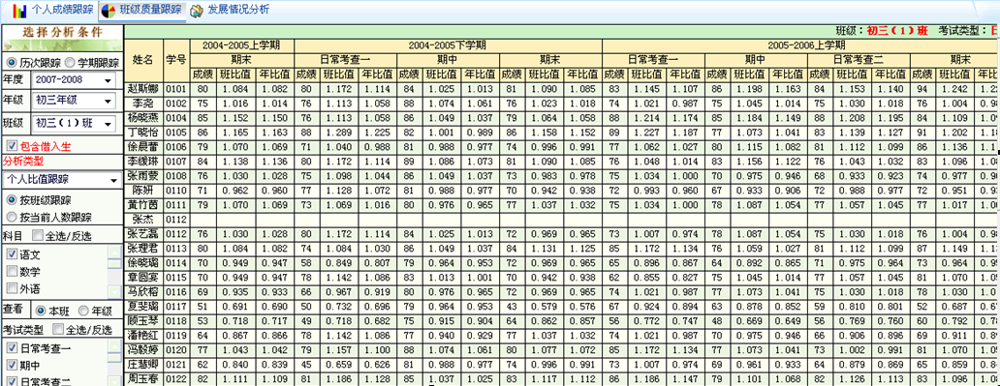 个人成绩跟踪 班级质量跟踪 发展情况分析
选择分析条件
历次跟踪 学期跟踪
年度 2007-2008
年级 初三年级
班级 初三(1)班
包含借入生
分析类型
个人比值跟踪
按班级跟踪
按当前人数跟踪
科目 全选/反选
语文
数学
外语
查看 本班 年级
考试类型 全选/反选
日常考查一
期中
日常考查二
班级:初三(1)班 考试类型:
姓名 学号 2004-2005上学期 2004-2005下学期 2005-2006上学期
期末 日常考查一 期中 期末 日常考查一 期中 日常考查二 期末
成绩 班比值 年比值 成绩 班比值 年比值 成绩 班比值 年比值 成绩 班比值 年比值 成绩 班比值 年比值 成绩 班比值 年比值 成绩 班比值 年比值 成绩 班比值
赵斯娜 0101 80 1.084 1.082 80 1.172 1.114 84 1.025 1.013 81 1.090 1.085 83 1.145 1.107 86 1.198 1.163 84 1.153 1.140 94 1.242
李尧 0102 75 1.016 1.014 76 1.113 1.058 88 1.074 1.061 76 1.023 1.018 74 1.021 0.987 75 1.045 1.014 75 1.030 1.018 76 1.004
杨晓燕 0104 85 1.152 1.150 76 1.113 1.058 86 1.049 1.037 79 1.064 1.058 88 1.214 1.174 85 1.184 1.149 88 1.208 1.195 84 1.109
丁晓怡 0105 86 1.165 1.163 88 1.289 1.225 82 1.001 0.989 86 1.158 1.152 89 1.227 1.187 77 1.073 1.041 83 1.139 1.127 91 1.202
徐晨蕾 0106 79 1.070 1.069 71 1.040 0.988 81 0.988 0.977 74 0.996 0.991 77 1.062 1.027 80 1.115 1.082 81 1.112 1.099 86 1.136
李缓琳 0107 84 1.138 1.136 80 1.172 1.114 89 1.086 1.073 81 1.090 1.085 76 1.048 1.014 83 1.156 1.122 76 1.043 1.032 83 1.096
张雨蒙 0108 76 1.030 1.028 75 1.098 1.044 86 1.049 1.037 73 0.983 0.978 75 1.034 1.000 70 0.975 0.946 68 0.933 0.923 74 0.977
陈妍 0110 71 0.962 0.960 77 1.128 1.072 81 0.988 0.977 70 0.942 0.938 72 0.993 0.960 67 0.933 0.906 72 0.988 0.977 72 0.951
黄竹茵 0111 79 1.070 1.069 73 1.069 1.016 80 0.976 0.965 77 1.037 1.032 75 1.034 1.000 78 1.087 1.054 77 1.057 1.045 77 1.017
张杰 0112
张艺磊 0112 76 1.030 1.028 80 1.172 1.114 84 1.025 1.013 72 0.969 0.965 73 1.007 0.974 78 1.087 1.054 75 1.030 1.018 76 1.004
张理君 0113 80 1.084 1.082 74 1.084 1.030 86 1.049 1.037 84 1.131 1.125 85 1.172 1.134 76 1.059 1.027 81 1.112 1.099 87 1.149
徐晓璐 0114 70 0.949 0.947 58 0.849 0.807 79 0.964 0.953 72 0.969 0.965 65 0.896 0.867 64 0.892 0.865 71 0.975 0.964 73 0.964
章圆宴 0115 70 0.949 0.947 78 1.142 1.086 83 1.013 1.001 70 0.942 0.938 62 0.855 0.827 75 1.045 1.014 77 1.057 1.045 81 1.070
马欣榕 0116 69 0.935 0.933 66 0.967 0.919 80 0.976 0.965 72 0.969 0.965 74 1.021 0.987 77 1.073 1.041 75 1.030 1.018 78 1.030
夏斐璐 0117 51 0.691 0.690 50 0.732 0.696 79 0.964 0.953 43 0.579 0.576 67 0.924 0.894 63 0.878 0.852 59 0.810 0.801 52 0.687
顾玉琴 0118 53 0.718 0.717 49 0.718 0.682 75 0.915 0.904 64 0.862 0.857 56 0.772 0.747 48 0.669 0.649 56 0.769 0.760 60 0.792
潘艳红 0119 64 0.867 0.866 78 1.142 1.086 77 0.940 0.929 77 1.037 1.032 74 1.021 0.987 70 0.975 0.946 66 0.906 0.896 69 0.911
冯毅婷 0120 77 1.043 1.042 79 1.157 1.100 88 1.074 1.061 80 1.077 1.072 85 1.172 1.134 77 1.073 1.041 73 1.002 0.991 81 1.070
庄慧卿 0121 62 0.840 0.839 45 0.659 0.626 81 0.988 0.977 74 0.996 0.991 73 1.007 0.974 69 0.961 0.933 64 0.879 0.869 65 0.859
周玉春 0122 82 1.111 1.109 81 1.186 1.128 85 1.037 1.025 83 1.117 1.112 86 1.186 1.147 79 1.101 1.068 82 1.126 1.113 83 1.096